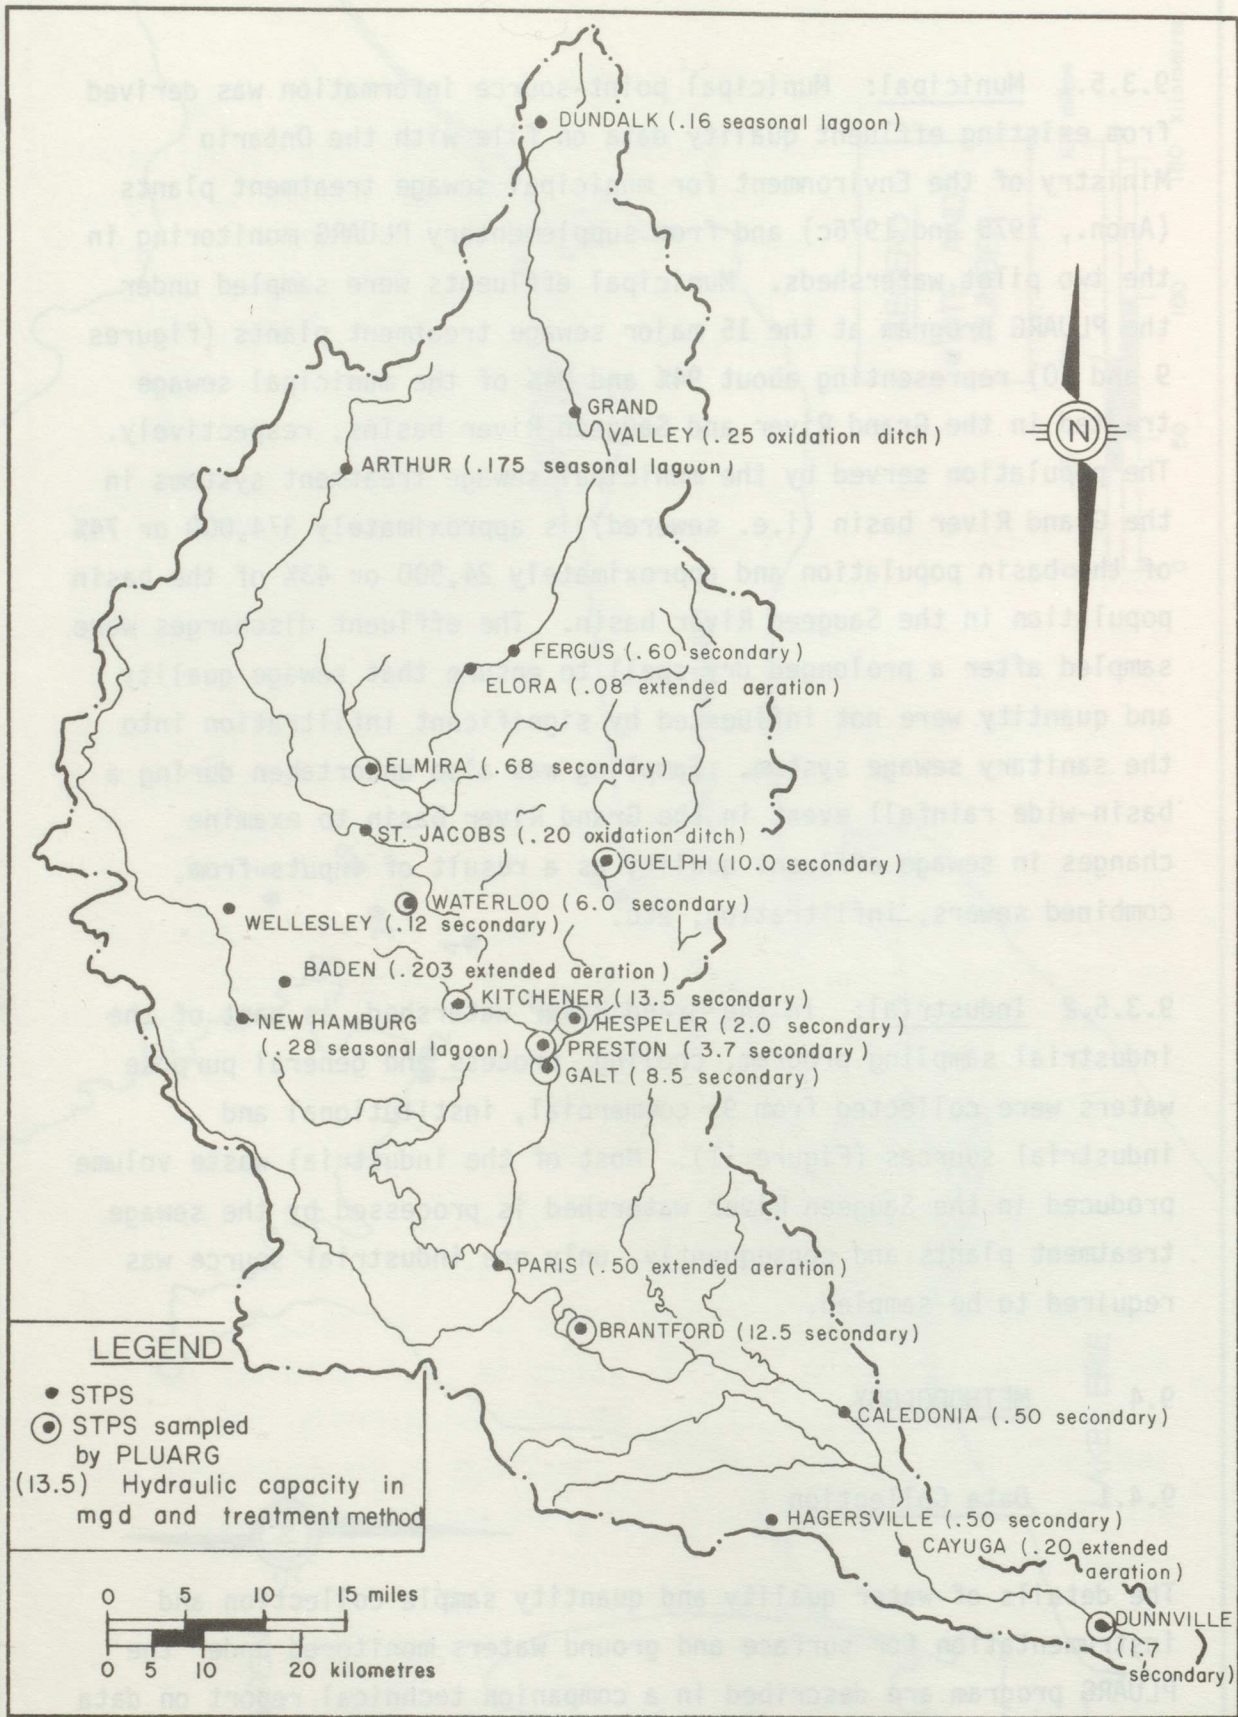 DUNDALK (.16 seasonal lagoon)
GRAND
VALLEY (.25 oxidation ditch)
N
ARTHUR (.175 seasonal lagoon)
FERGUS (.60 secondary)
ELORA (.08 extended aeration)
ELMIRA (.68 secondary)
ST. JACOBS (.20 oxidation ditch)
GUELPH (10.0 secondary)
WATERLOO (6.0 secondary)
WELLESLEY (.12 secondary)
BADEN (.203 extended aeration)
KITCHENER (13.5 secondary)
NEW HAMBURG
(.28 seasonal lagoon)
HESPELER (2.0 secondary)
PRESTON (3.7 secondary)
GALT (8.5 secondary)
PARIS (.50 extended aeration)
BRANTFORD (12.5 secondary)
CALEDONIA (.50 secondary)
HAGERSVILLE (.50 secondary)
CAYUGA (.20 extended
aeration)
DUNNVILLE
(1.7
secondary)
LEGEND
STPS
STPS sampled
by PLUARG
(13.5) Hydraulic capacity in
mgd and treatment method
0 5 10 15 miles
0 5 10 20 kilometres